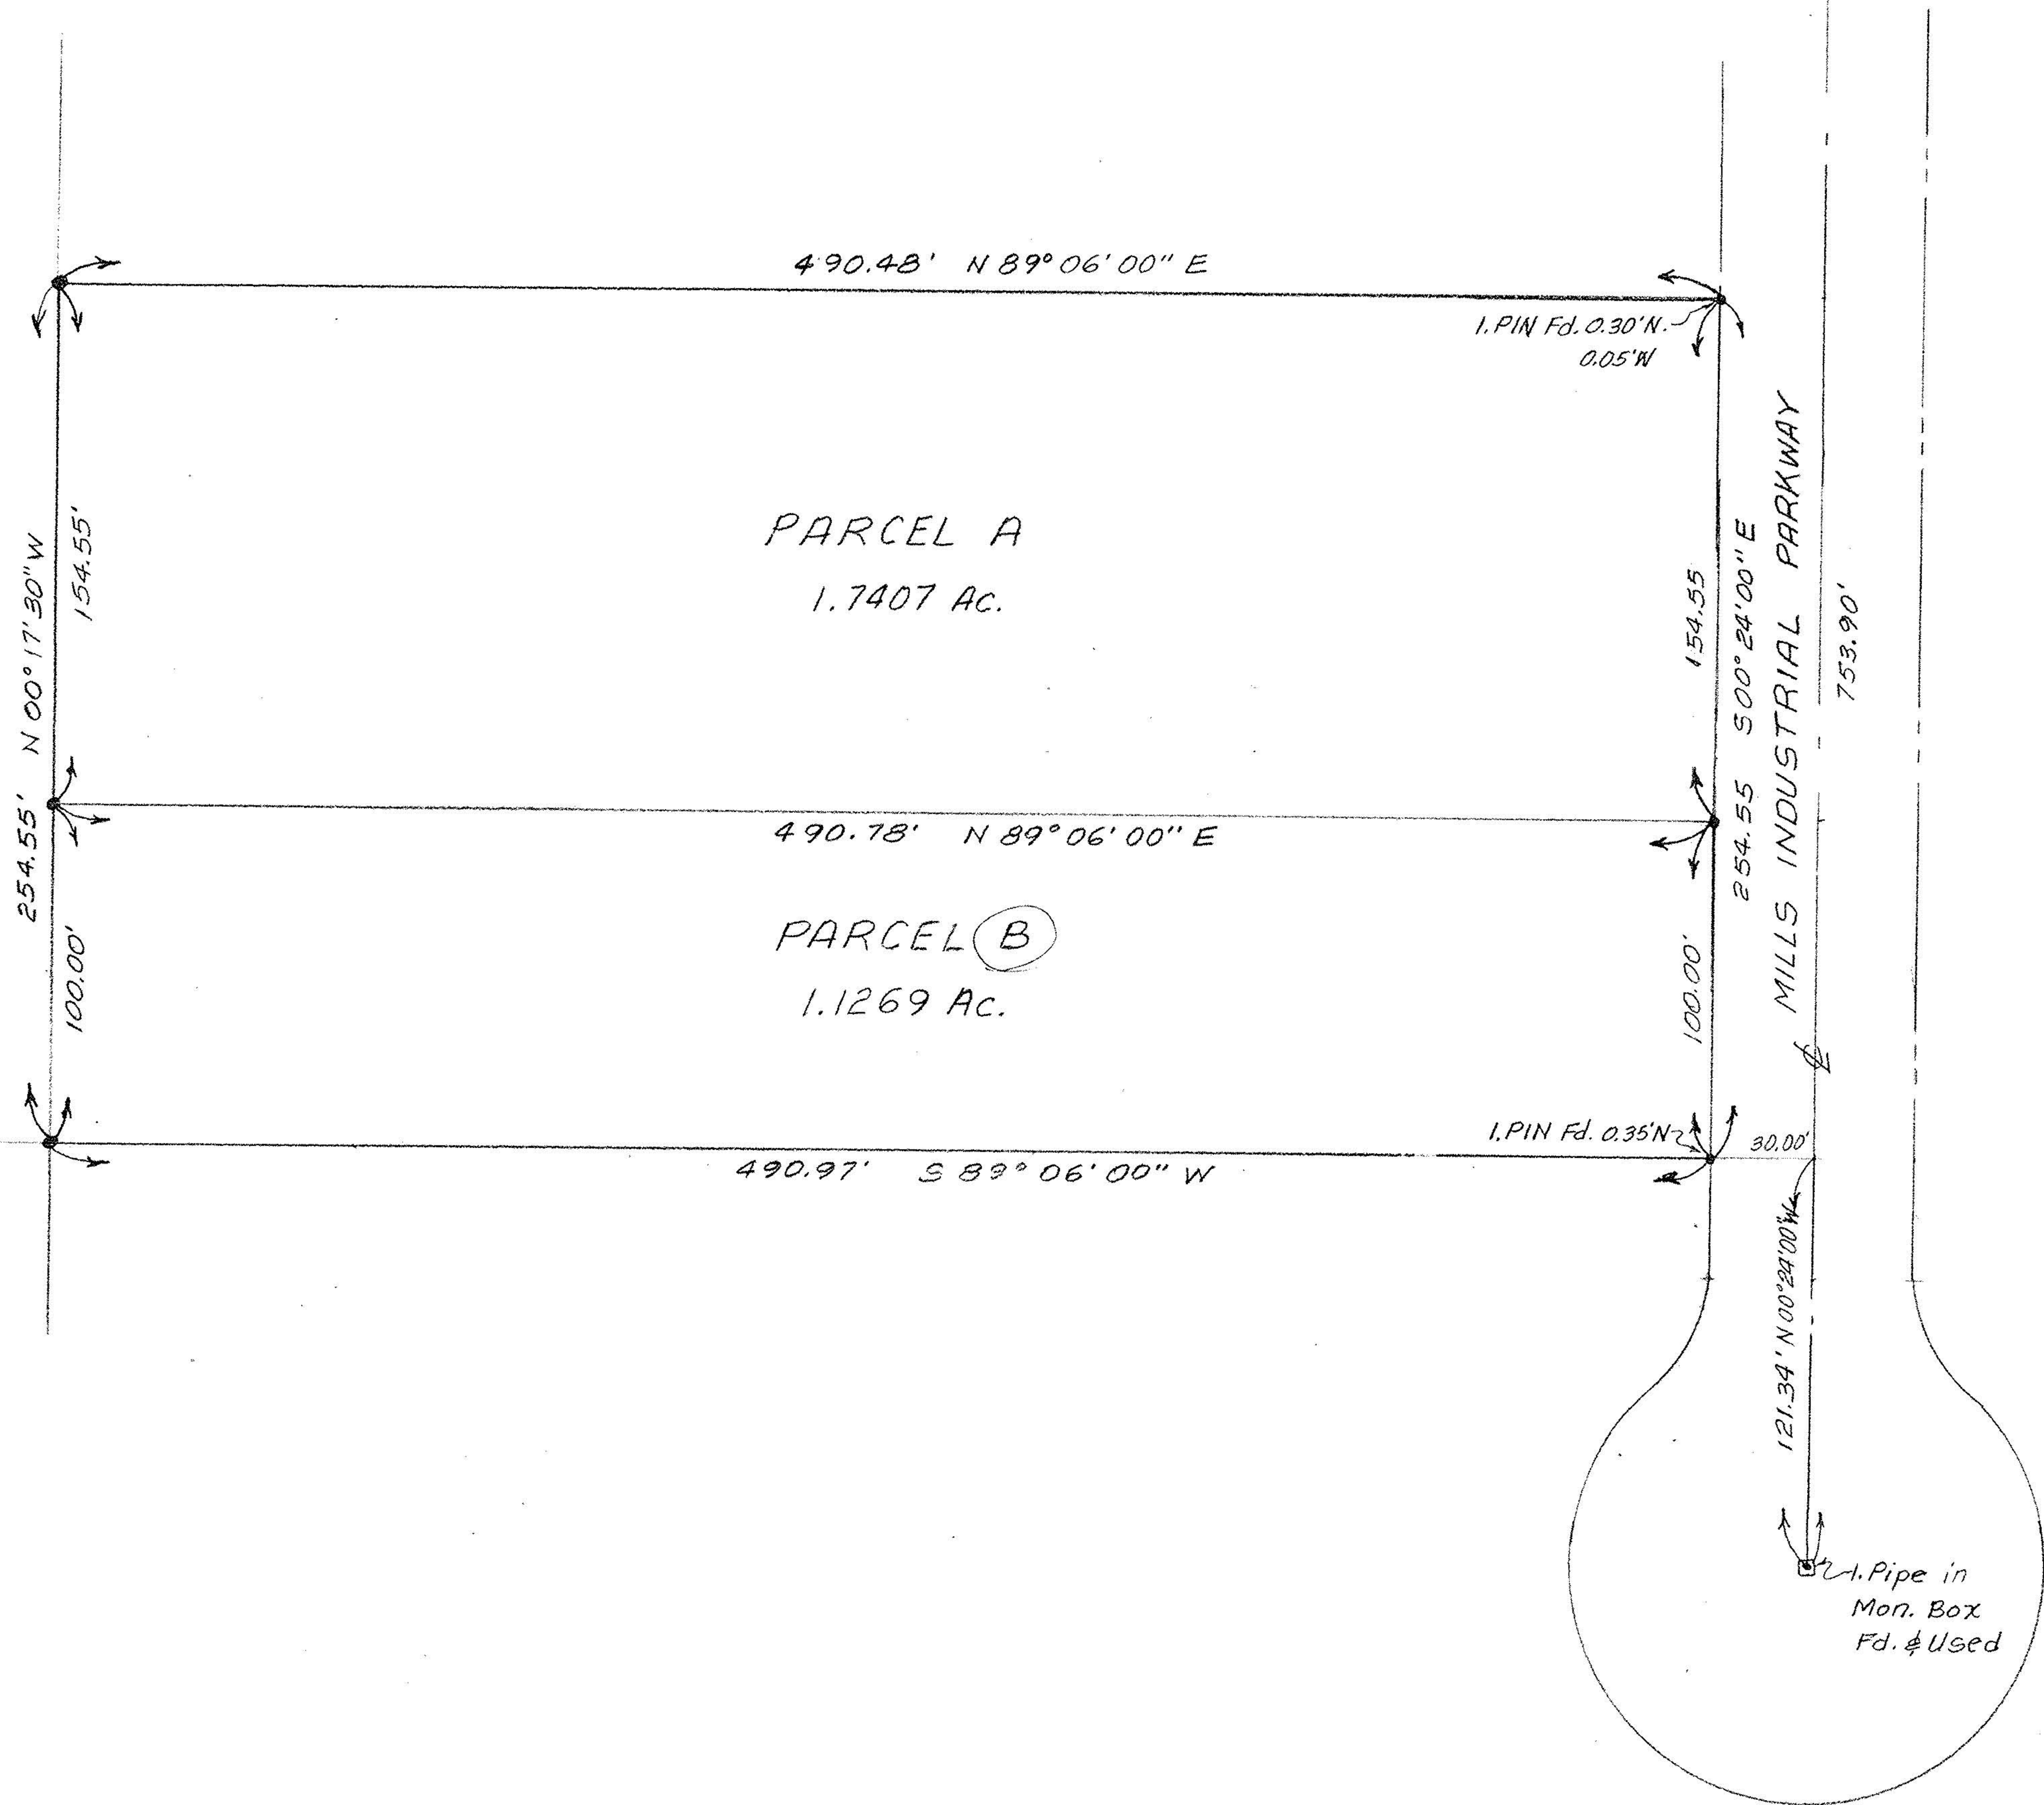 490.48' N 89° 06' 00" E
1. PIN Fd. 0.30' N.
0.05' W
254.55' N 00° 17' 30" W
154.55'
PARCEL A
1.7407 Ac.
154.55
254.55 S 00° 24' 00" E
MILLS INDUSTRIAL PARKWAY
753.90'
490.78' N 89° 06' 00" E
PARCEL B
1.1269 Ac.
100.00'
100.00'
℄
1. PIN Fd. 0.35' N
30.00'
490.97' S 89° 06' 00" W
121.34' N 00° 24' 00" W
1. Pipe in
Mon. Box
Fd. & Used